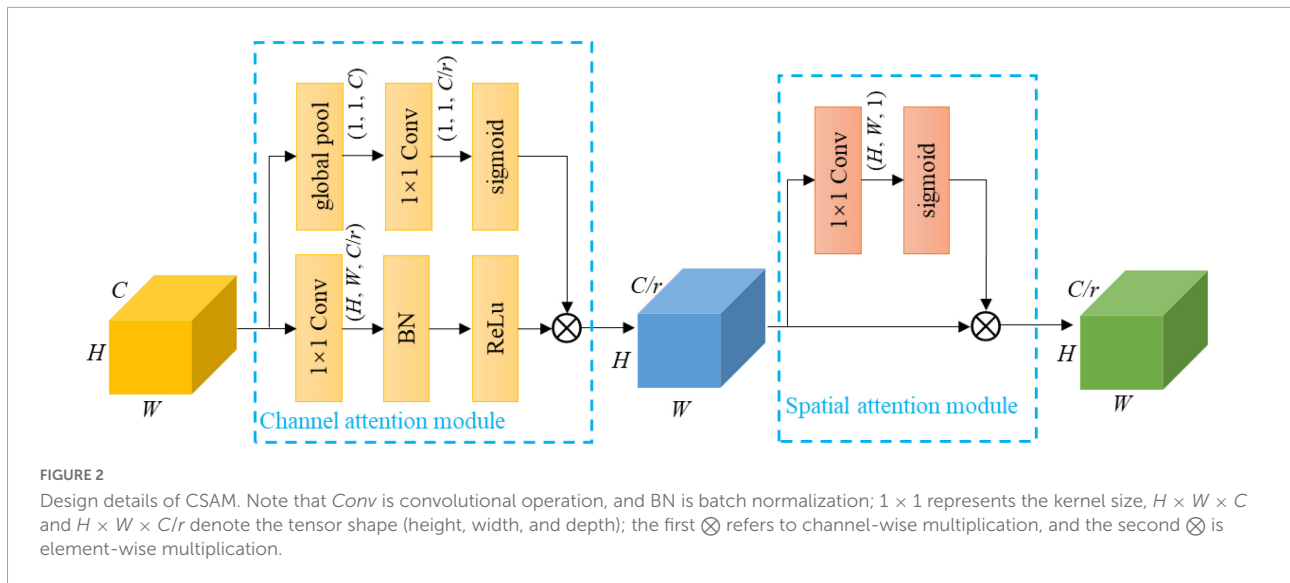 global pool
(1, 1, C)
1×1 Conv
(1, 1, C/r)
sigmoid
1×1 Conv
(H, W, C/r)
BN
ReLu
Channel attention module
C
H
W
C/r
H
W
1×1 Conv
(H, W, 1)
sigmoid
Spatial attention module
C/r
H
W
FIGURE 2
Design details of CSAM. Note that Conv is convolutional operation, and BN is batch normalization; 1 × 1 represents the kernel size, H × W × C
and H × W × C/r denote the tensor shape (height, width, and depth); the first ⊗ refers to channel-wise multiplication, and the second ⊗ is
element-wise multiplication.